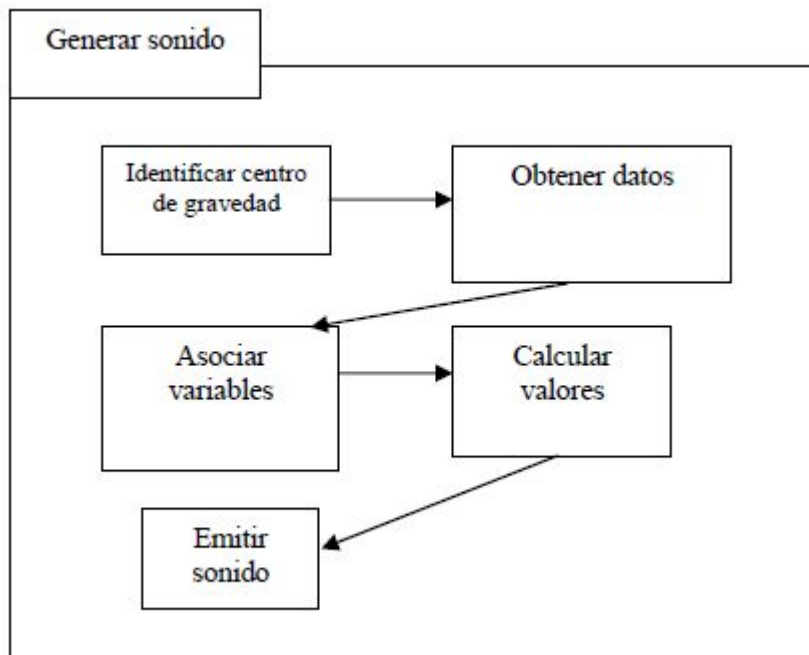 Generar sonido
Identificar centro
de gravedad
Obtener datos
Asociar
variables
Calcular
valores
Emitir
sonido